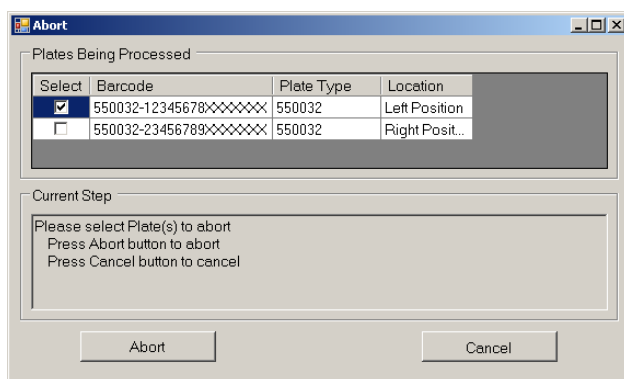 Abort
Plates Being Processed
Select Barcode Plate Type Location
550032-12345678XXXXXXX 550032 Left Position
550032-23456789XXXXXXX 550032 Right Posit...
Current Step
Please select Plate(s) to abort
Press Abort button to abort
Press Cancel button to cancel
Abort Cancel